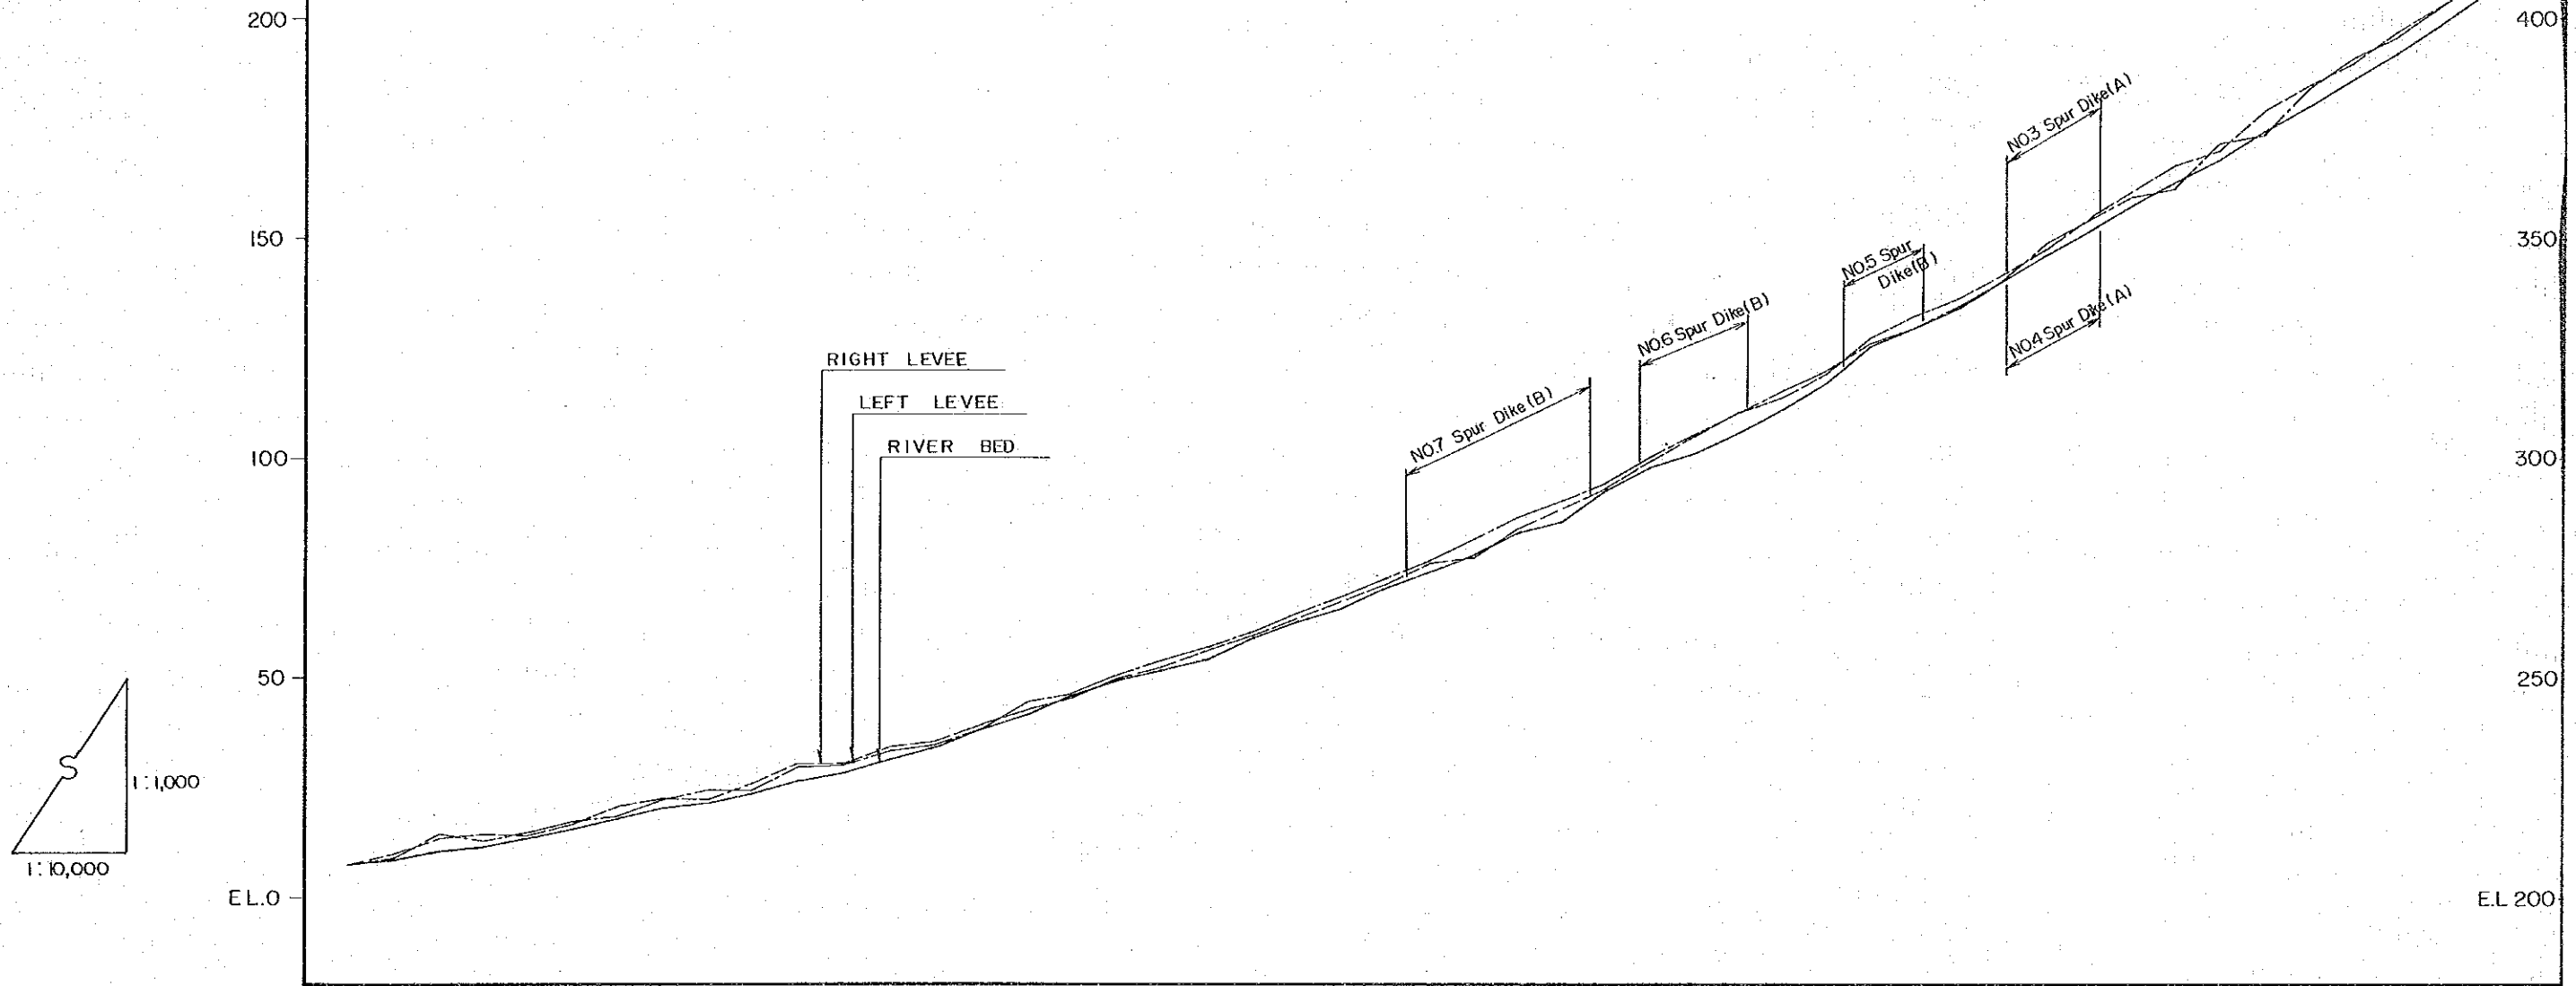 200
400
NO.3 Spur Dike(A)
150
350
NO.5 Spur
Dike(B)
NO.6 Spur Dike(B)
NO.4 Spur Dike(A)
RIGHT LEVEE
LEFT LEVEE
NO.7 Spur Dike(B)
RIVER BED
100
300
50
250
S
1:1,000
1:10,000
EL.0
E.L 200